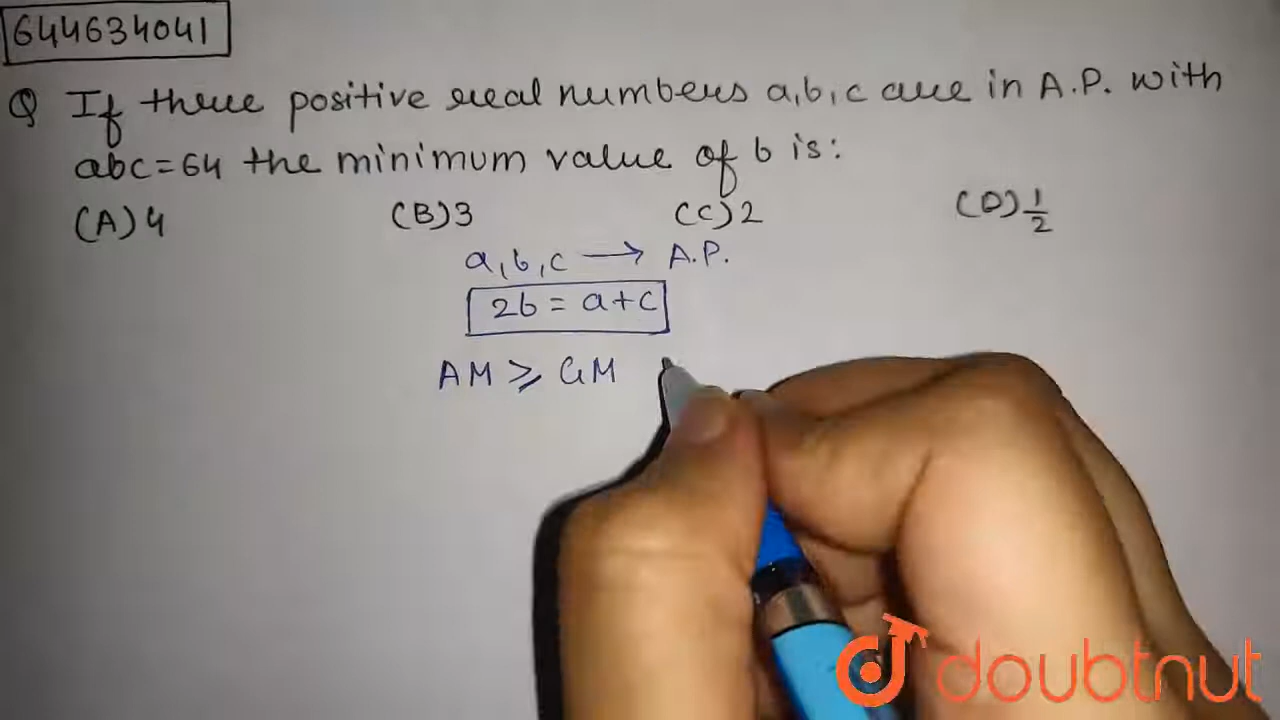 644634041
Q If three positive real numbers a,b,c are in A.P. with
abc=64 the minimum value of b is:
(A) 4 (B) 3 (C) 2 (D) 1/2
a,b,c → A.P.
2b = a+c
AM ≥ GM
doubtnut